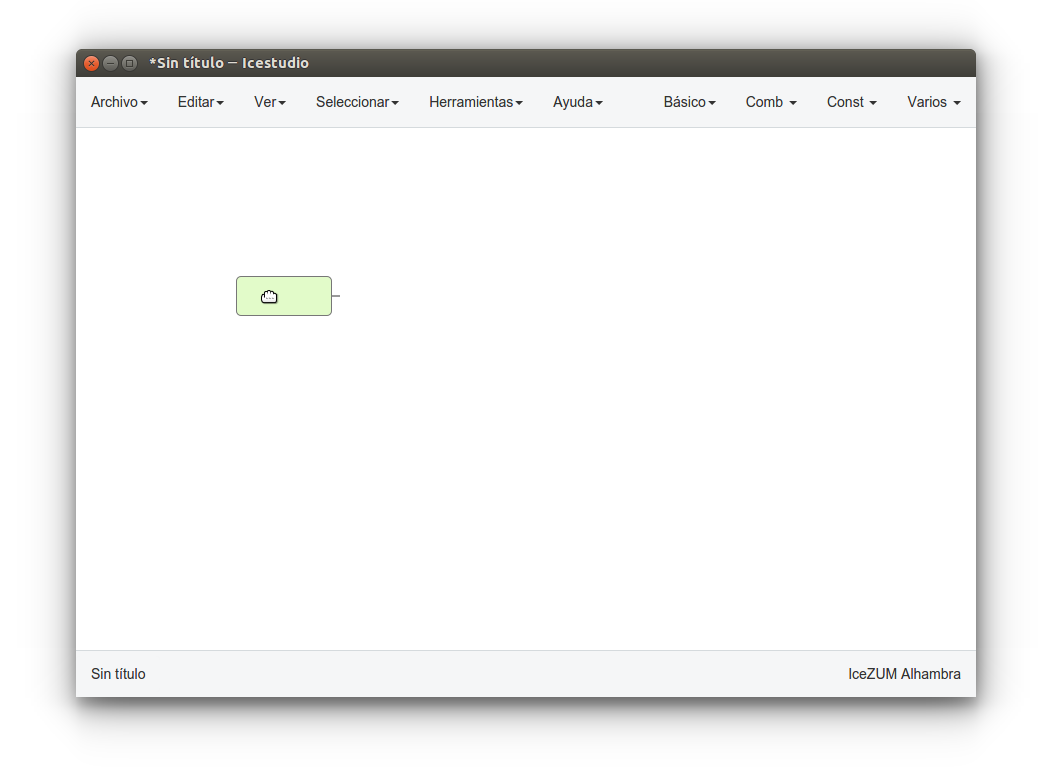 *Sin título — Icestudio
Archivo Editar Ver Seleccionar Herramientas Ayuda Básico Comb Const Varios
Sin título IceZUM Alhambra